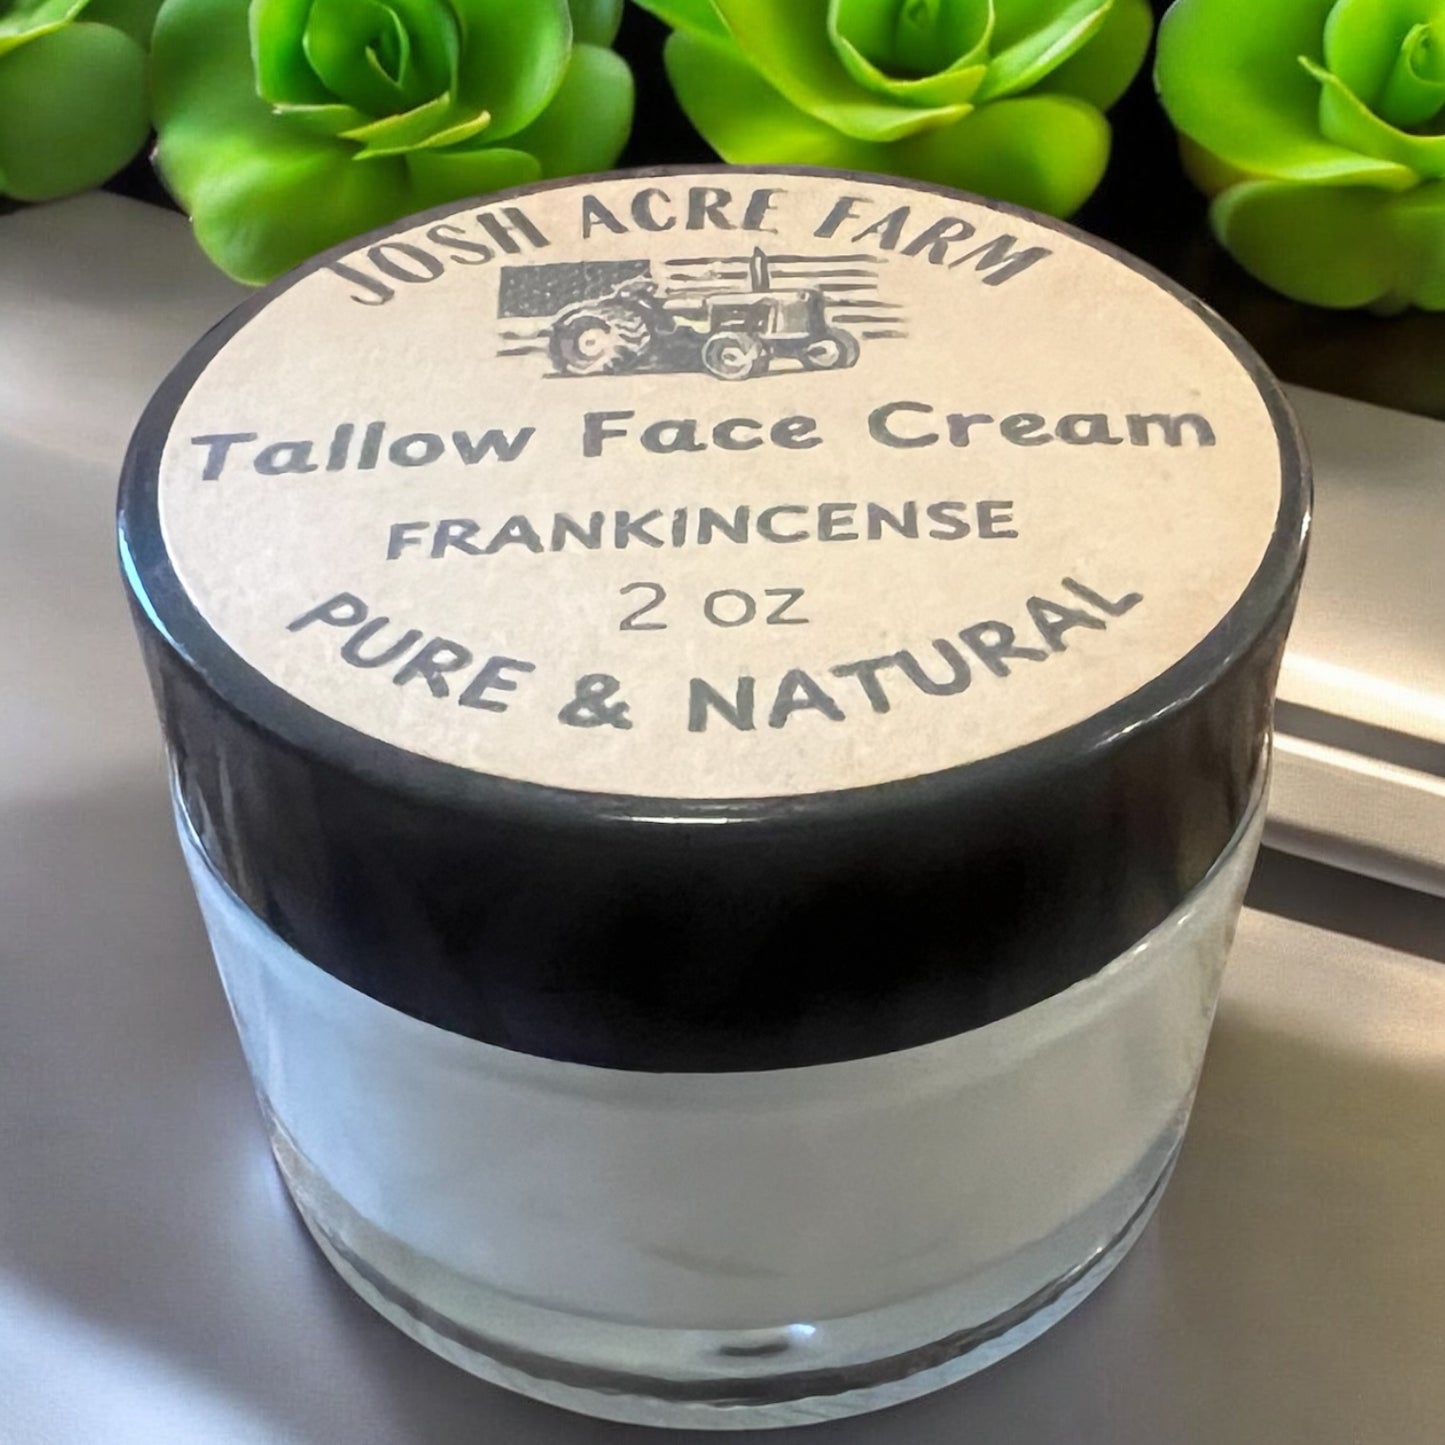 JOSH ACRE FARM
Tallow Face Cream
FRANKINCENSE
2 oz
PURE & NATURAL